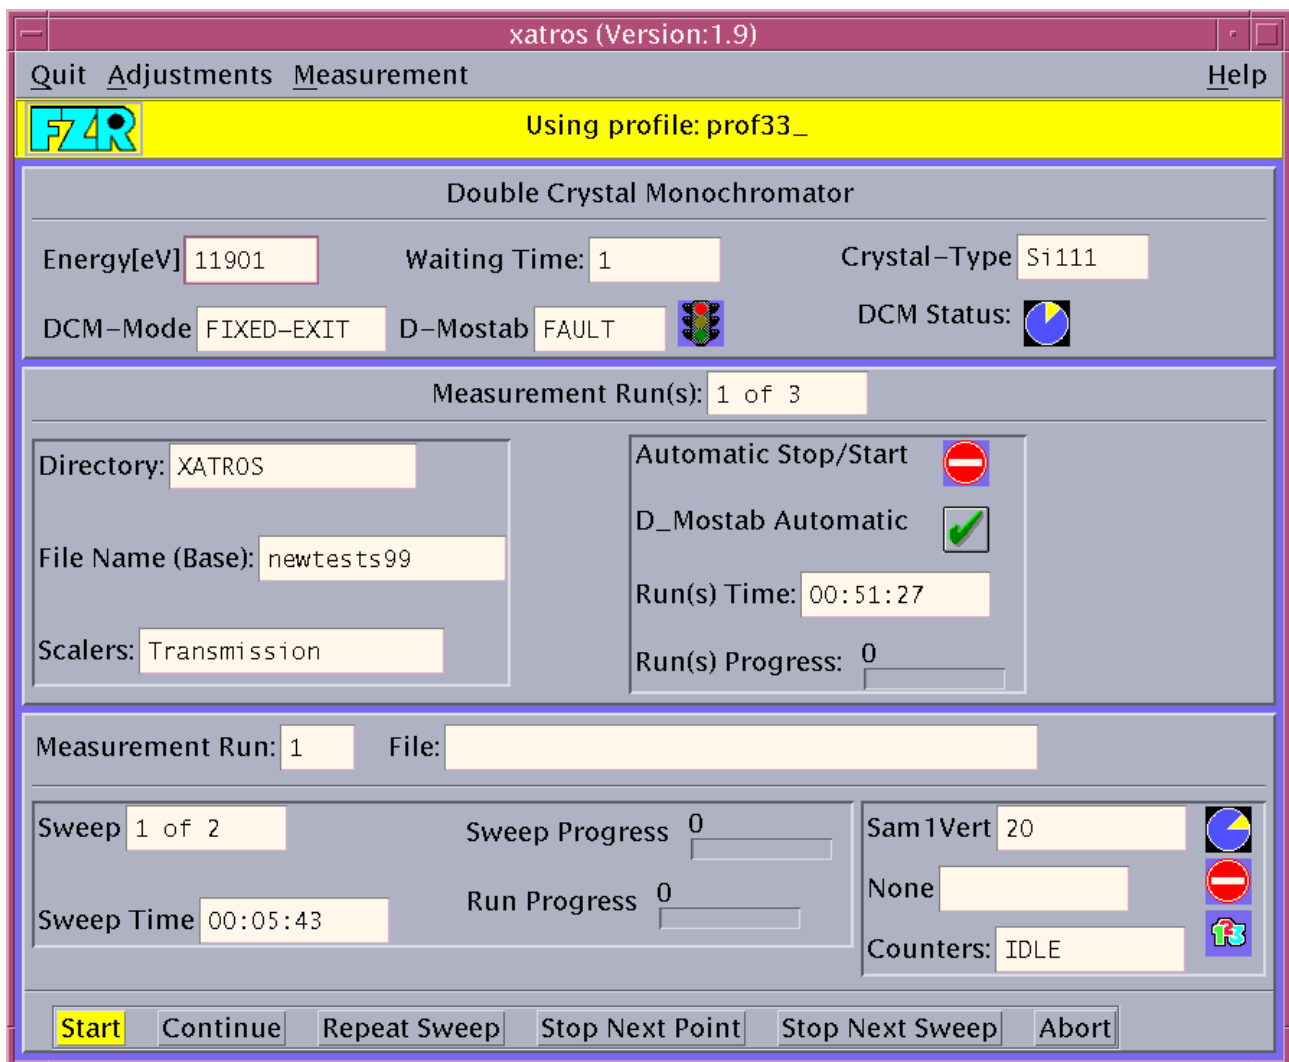 xatros (Version:1.9)
Quit Adjustments Measurement Help
FZR Using profile: prof33_
Double Crystal Monochromator
Energy[eV] 11901 Waiting Time: 1 Crystal-Type Si111
DCM-Mode FIXED-EXIT D-Mostab FAULT DCM Status:
Measurement Run(s): 1 of 3
Directory: XATROS
File Name (Base): newtests99
Scalers: Transmission
Automatic Stop/Start
D_Mostab Automatic
Run(s) Time: 00:51:27
Run(s) Progress: 0
Measurement Run: 1 File:
Sweep 1 of 2 Sweep Progress 0
Sweep Time 00:05:43 Run Progress 0
Sam1Vert 20
None
Counters: IDLE 123
Start Continue Repeat Sweep Stop Next Point Stop Next Sweep Abort